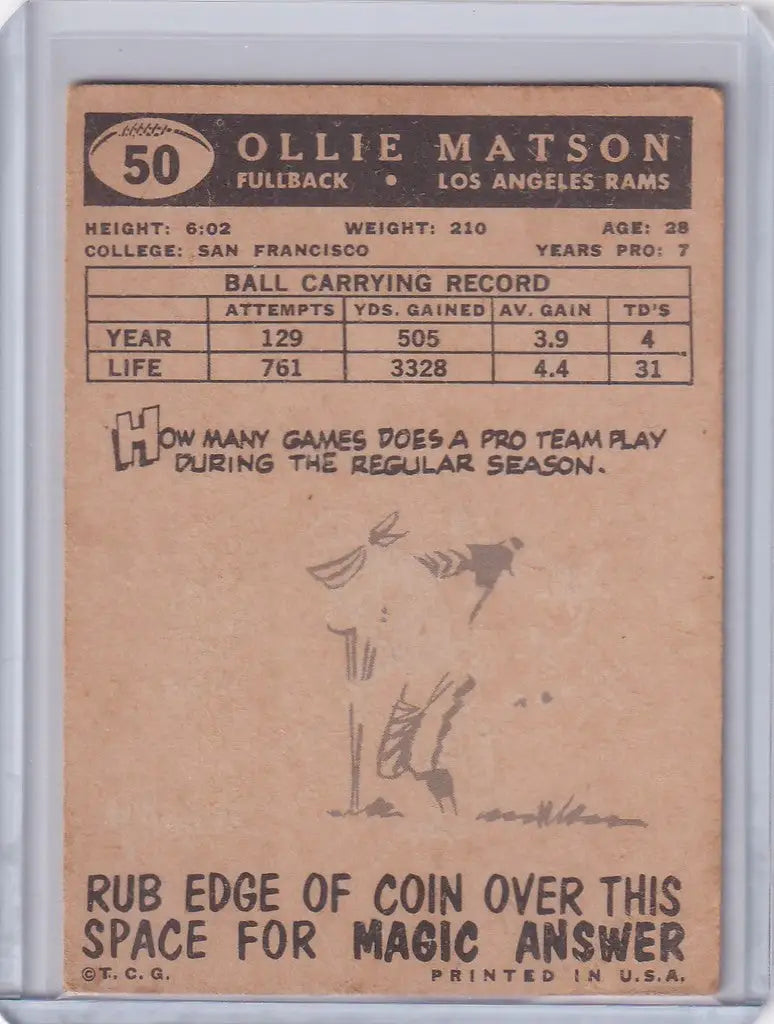 50
OLLIE MATSON
FULLBACK • LOS ANGELES RAMS
HEIGHT: 6:02 WEIGHT: 210 AGE: 28
COLLEGE: SAN FRANCISCO YEARS PRO: 7
BALL CARRYING RECORD
ATTEMPTS YDS. GAINED AV. GAIN TD'S
YEAR 129 505 3.9 4
LIFE 761 3328 4.4 31
HOW MANY GAMES DOES A PRO TEAM PLAY
DURING THE REGULAR SEASON.
RUB EDGE OF COIN OVER THIS
SPACE FOR MAGIC ANSWER
©T. C. G. PRINTED IN U.S.A.